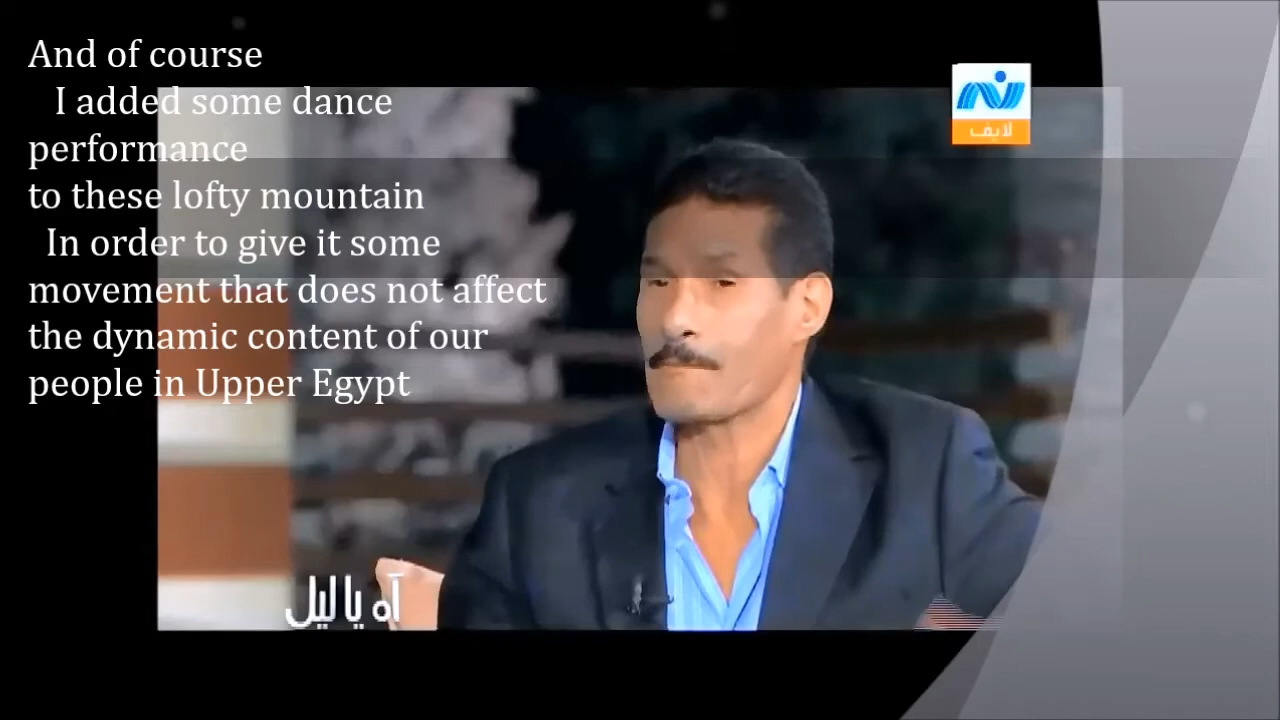 And of course
I added some dance
performance
to these lofty mountain
In order to give it some
movement that does not affect
the dynamic content of our
people in Upper Egypt
لايف
آه يا ليل